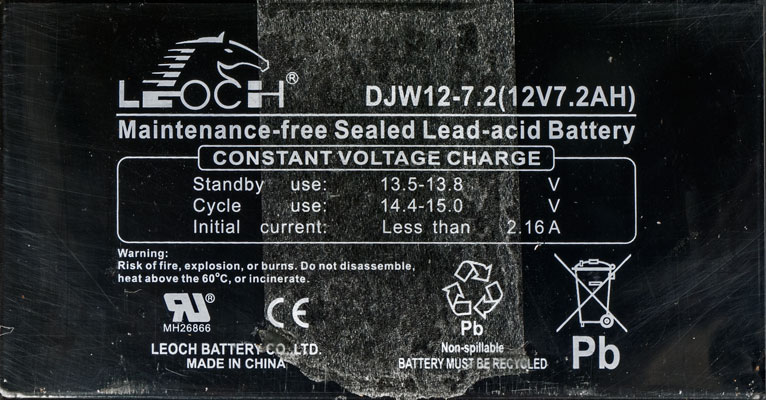 LEOCH®
DJW12-7.2(12V7.2AH)
Maintenance-free Sealed Lead-acid Battery
CONSTANT VOLTAGE CHARGE
Standby use: 13.5-13.8 V
Cycle use: 14.4-15.0 V
Initial current: Less than 2.16A
Warning:
Risk of fire, explosion, or burns. Do not disassemble,
heat above the 60°C, or incinerate.
RU® CE
MH26866
LEOCH BATTERY CO., LTD.
MADE IN CHINA
Pb
Non-spillable
BATTERY MUST BE RECYCLED
Pb